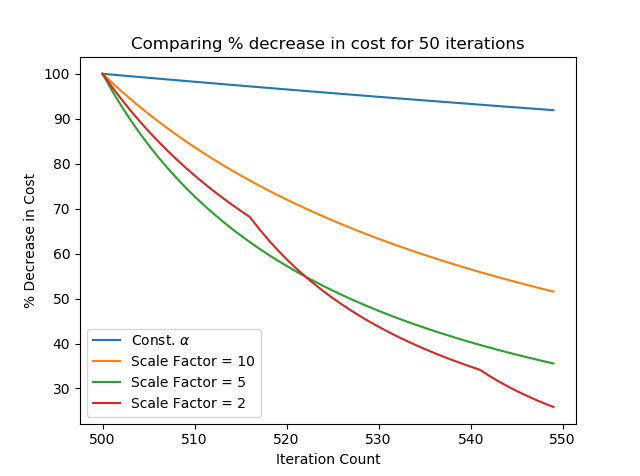 Comparing % decrease in cost for 50 iterations
% Decrease in Cost
100
90
80
70
60
50
40
30
Const. α
Scale Factor = 10
Scale Factor = 5
Scale Factor = 2
500
510
520
530
540
550
Iteration Count